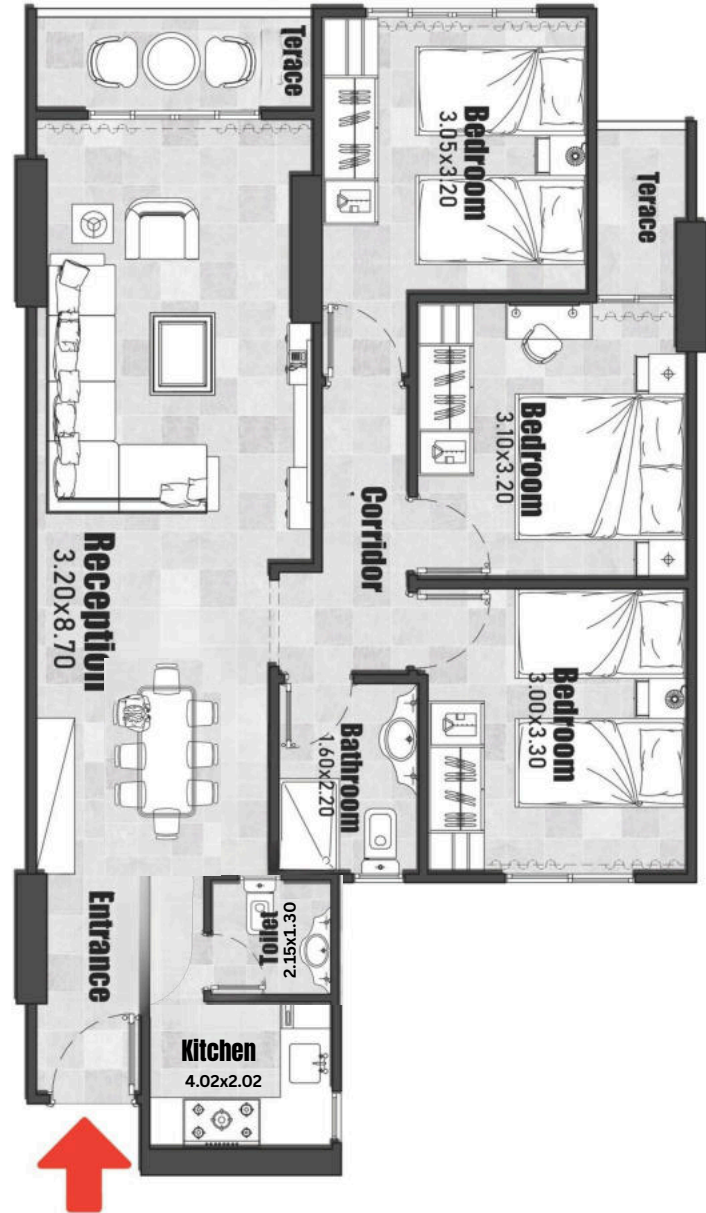 Terace
Bedroom
3.05x3.20
Terace
Bedroom
3.10x3.20
Corridor
Reception
3.20x8.70
Bedroom
3.00x3.30
Bathroom
1.60x2.20
Entrance
Toilet
2.15x1.30
Kitchen
4.02x2.02